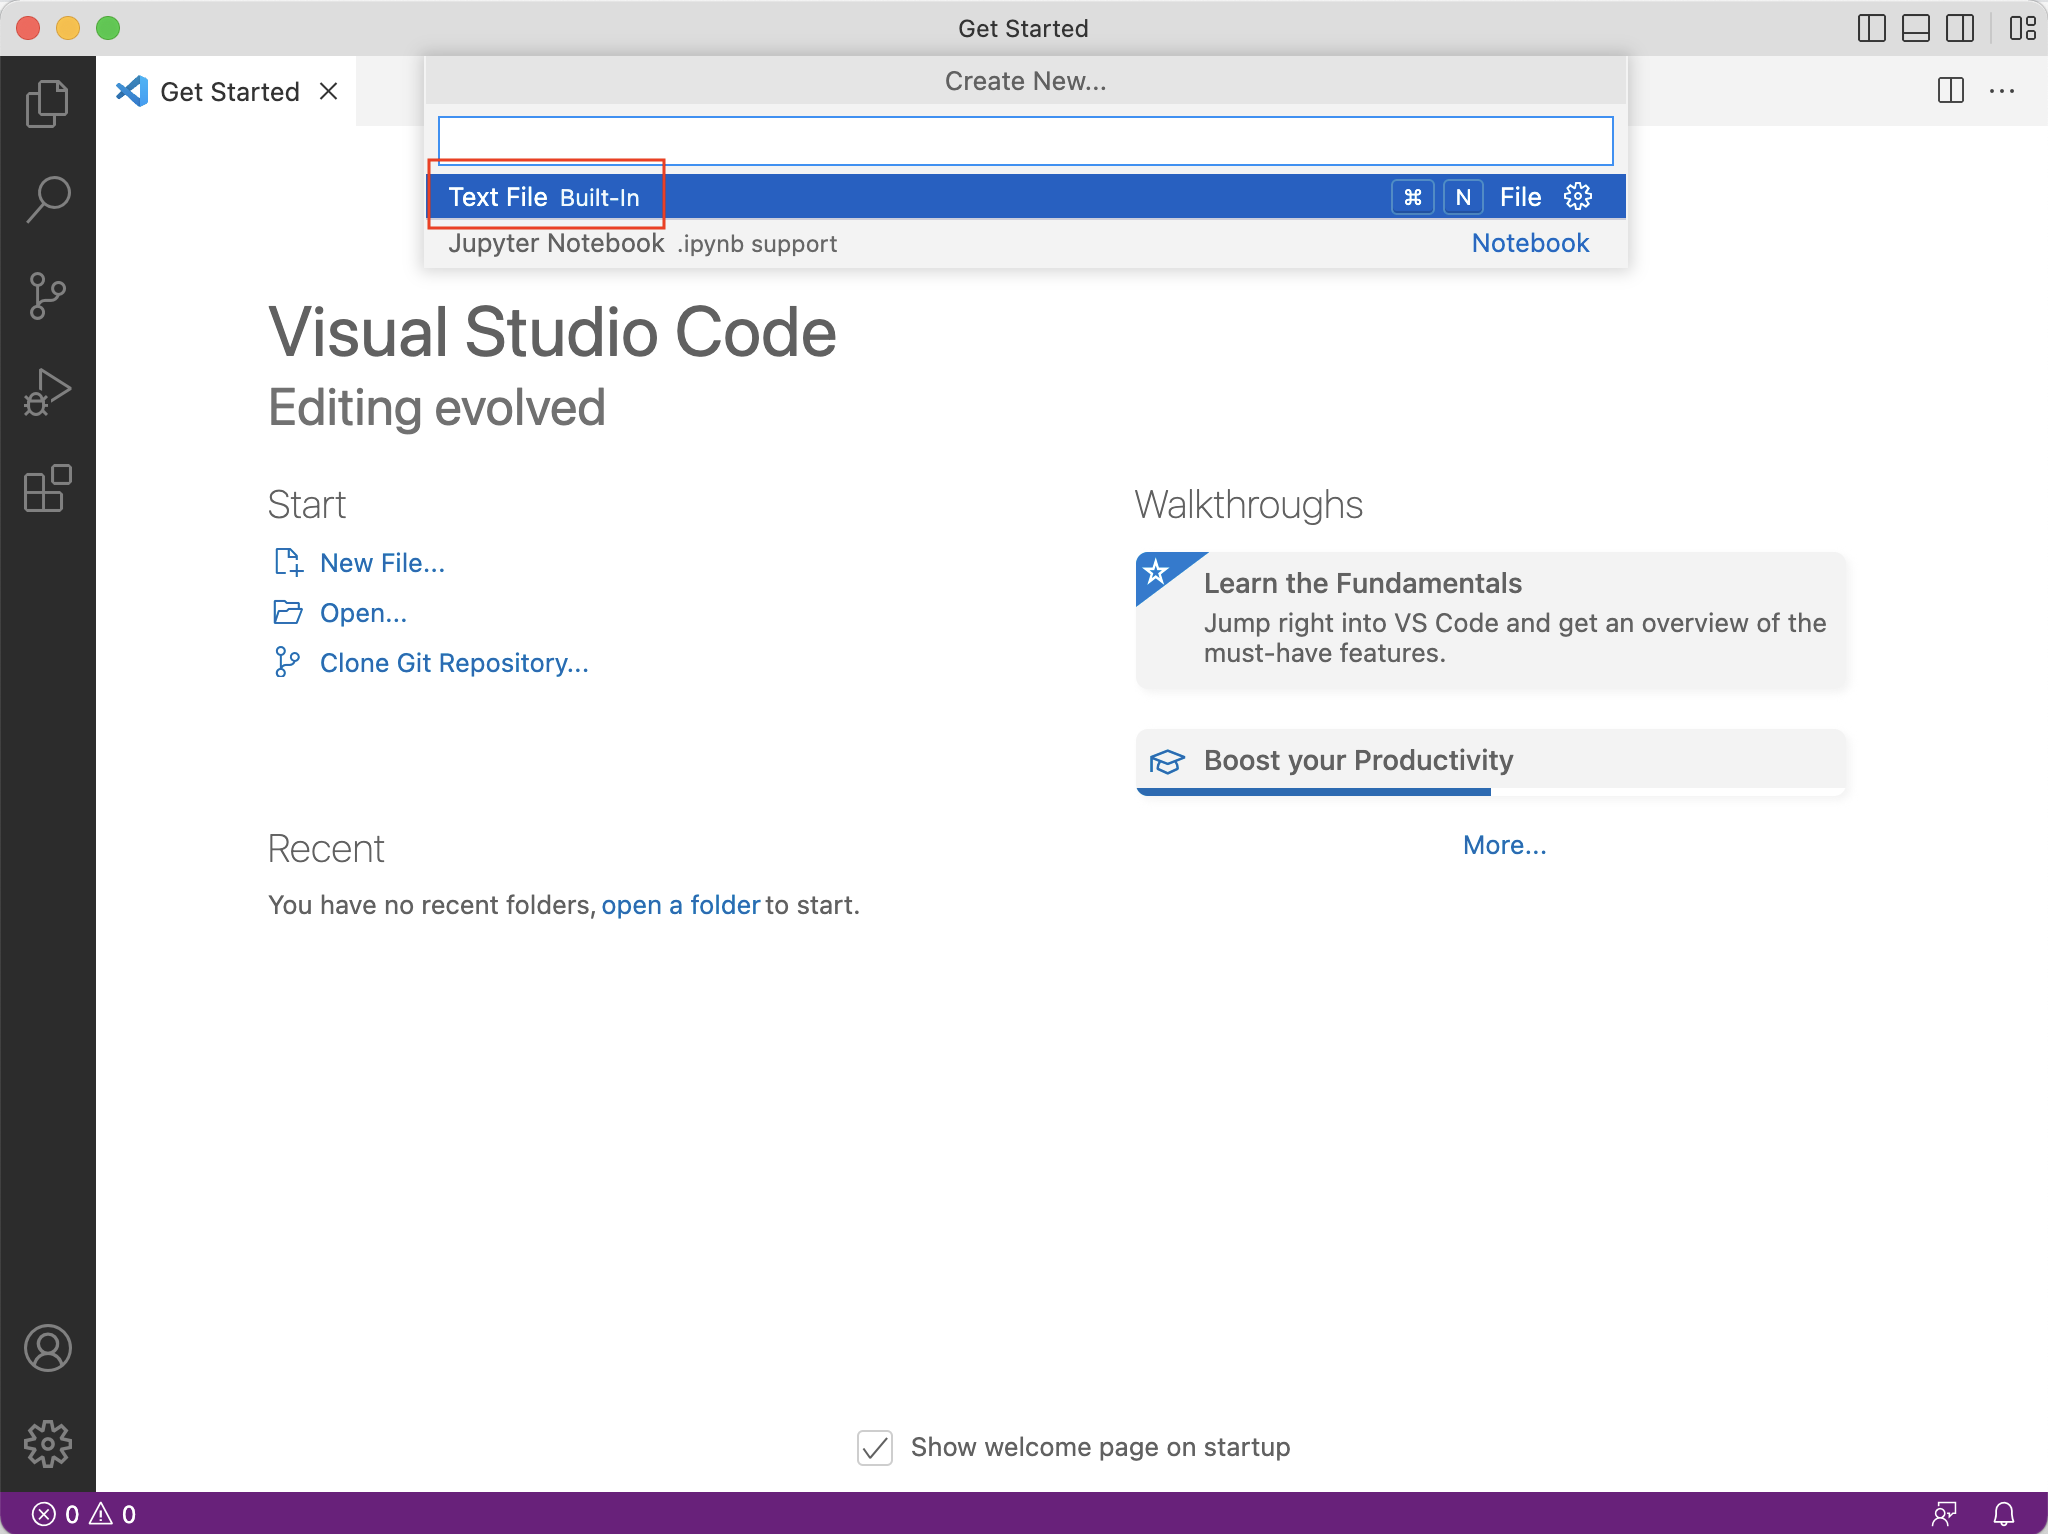 Get Started
Get Started
Create New...
Text File Built-In ⌘ N File
Jupyter Notebook .ipynb support Notebook
Visual Studio Code
Editing evolved
Start
New File...
Open...
Clone Git Repository...
Walkthroughs
Learn the Fundamentals
Jump right into VS Code and get an overview of the
must-have features.
Boost your Productivity
More...
Recent
You have no recent folders, open a folder to start.
Show welcome page on startup
0 0